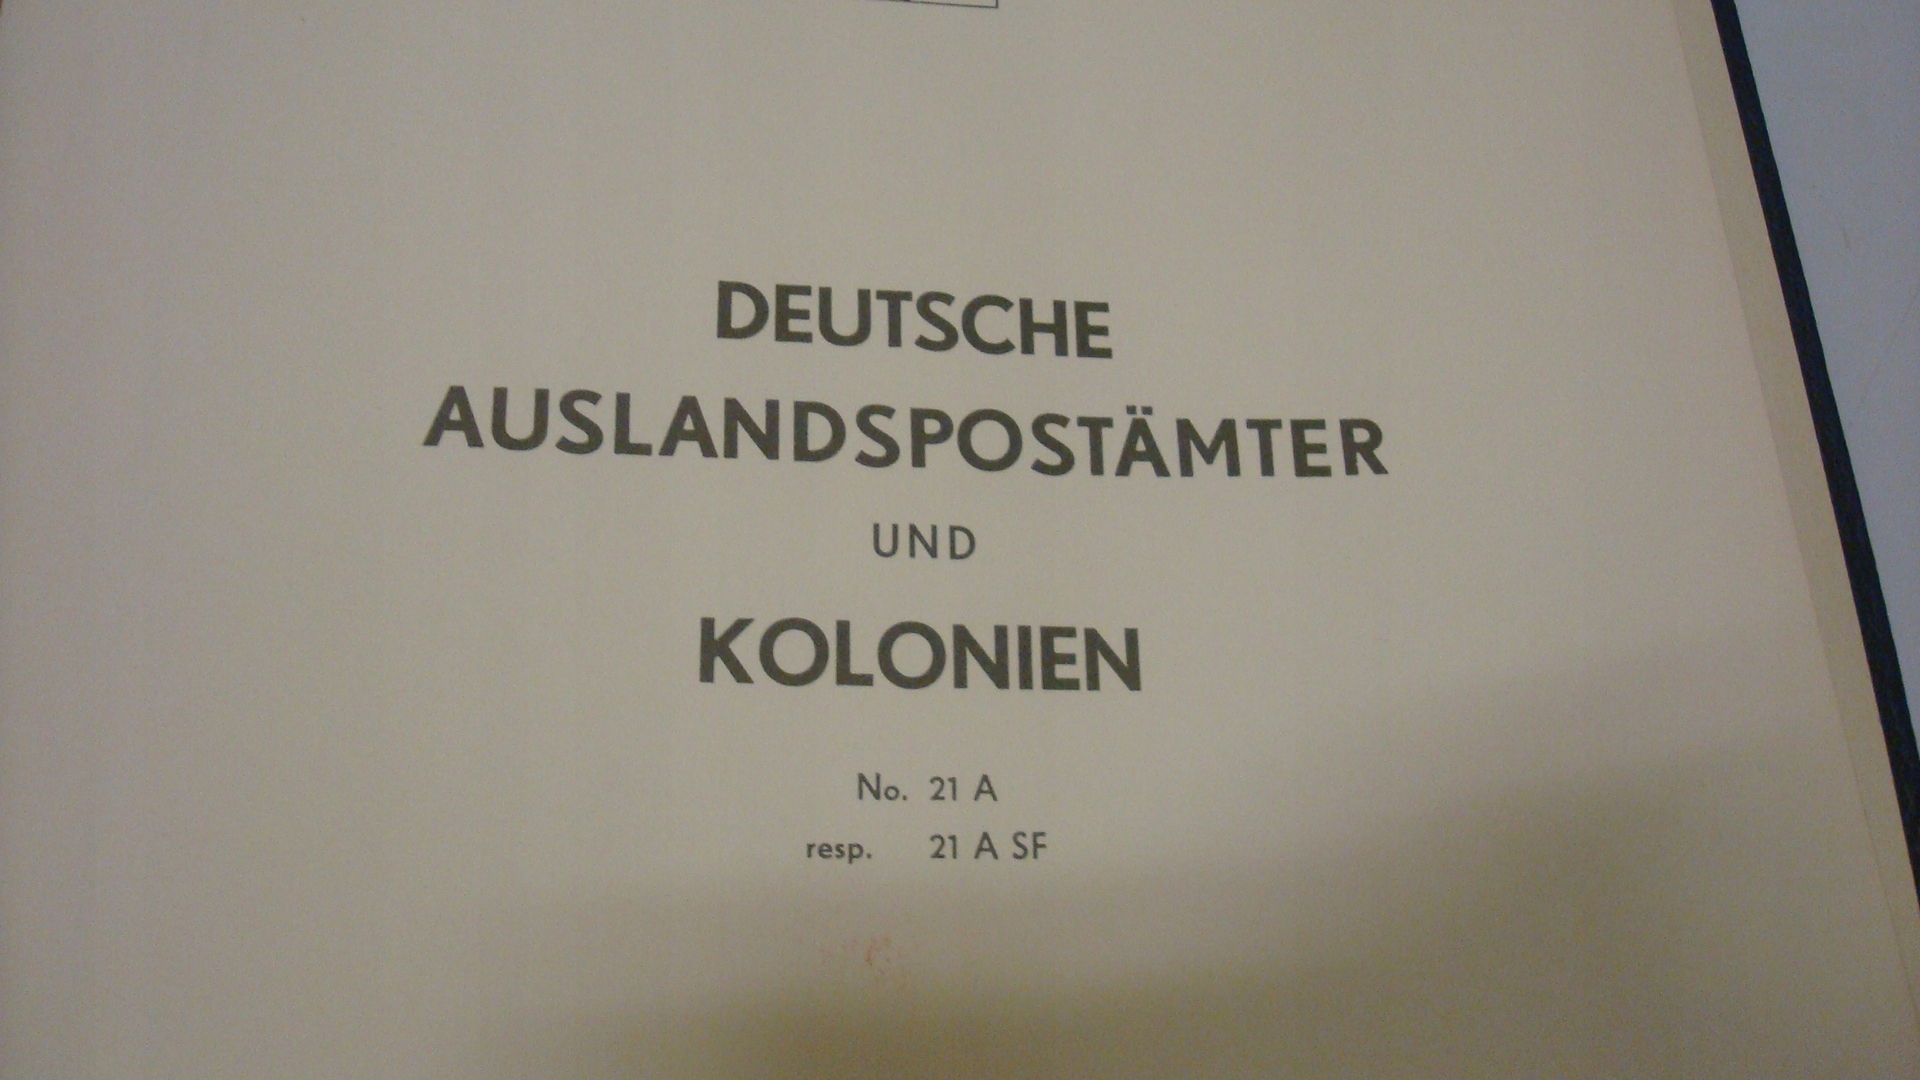 DEUTSCHE
AUSLANDSPOSTÄMTER
UND
KOLONIEN
No. 21 A
resp. 21 A SF